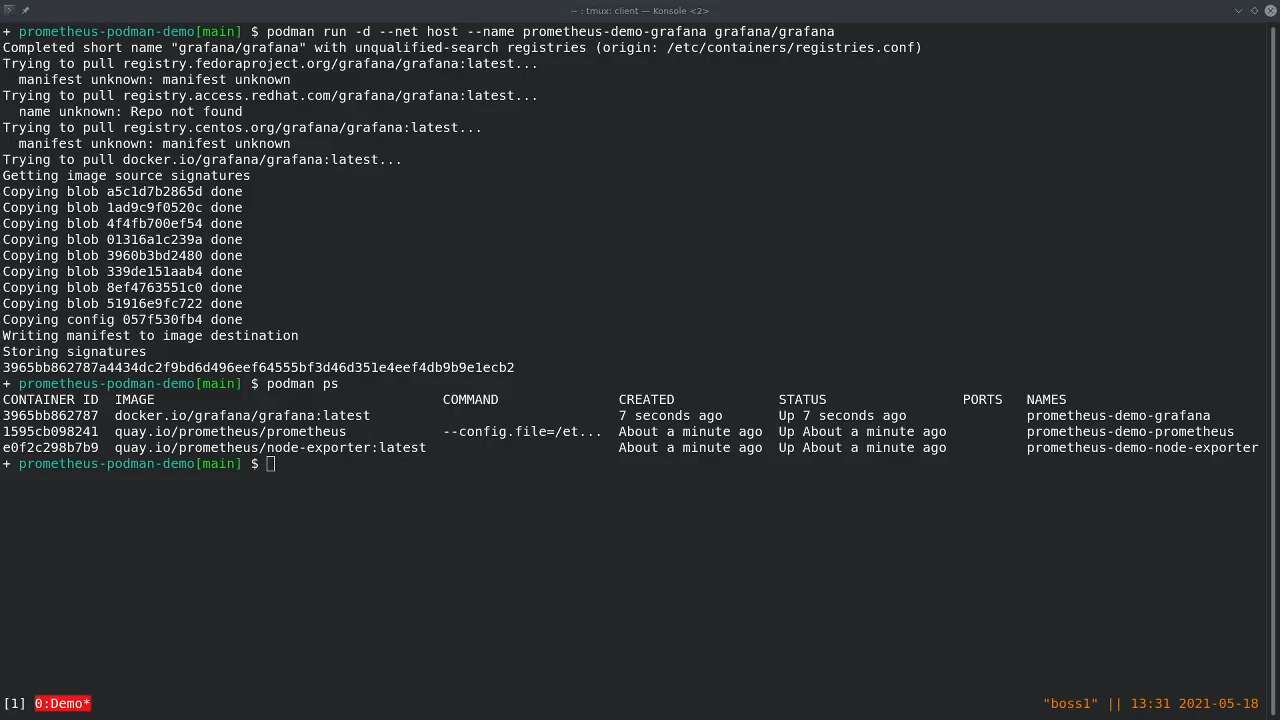 — : tmux: client — Konsole <2>
+ prometheus-podman-demo[main] $ podman run -d --net host --name prometheus-demo-grafana grafana/grafana
Completed short name "grafana/grafana" with unqualified-search registries (origin: /etc/containers/registries.conf)
Trying to pull registry.fedoraproject.org/grafana/grafana:latest...
  manifest unknown: manifest unknown
Trying to pull registry.access.redhat.com/grafana/grafana:latest...
  name unknown: Repo not found
Trying to pull registry.centos.org/grafana/grafana:latest...
  manifest unknown: manifest unknown
Trying to pull docker.io/grafana/grafana:latest...
Getting image source signatures
Copying blob a5c1d7b2865d done
Copying blob 1ad9c9f0520c done
Copying blob 4f4fb700ef54 done
Copying blob 01316a1c239a done
Copying blob 3960b3bd2480 done
Copying blob 339de151aab4 done
Copying blob 8ef4763551c0 done
Copying blob 51916e9fc722 done
Copying config 057f530fb4 done
Writing manifest to image destination
Storing signatures
3965bb862787a4434dc2f9bd6d496eef64555bf3d46d351e4eef4db9b9e1ecb2
+ prometheus-podman-demo[main] $ podman ps
CONTAINER ID  IMAGE                                    COMMAND               CREATED             STATUS                 PORTS   NAMES
3965bb862787  docker.io/grafana/grafana:latest                               7 seconds ago       Up 7 seconds ago               prometheus-demo-grafana
1595cb098241  quay.io/prometheus/prometheus            --config.file=/et...  About a minute ago  Up About a minute ago          prometheus-demo-prometheus
e0f2c298b7b9  quay.io/prometheus/node-exporter:latest                        About a minute ago  Up About a minute ago          prometheus-demo-node-exporter
+ prometheus-podman-demo[main] $
[1] 0:Demo* "boss1" || 13:31 2021-05-18